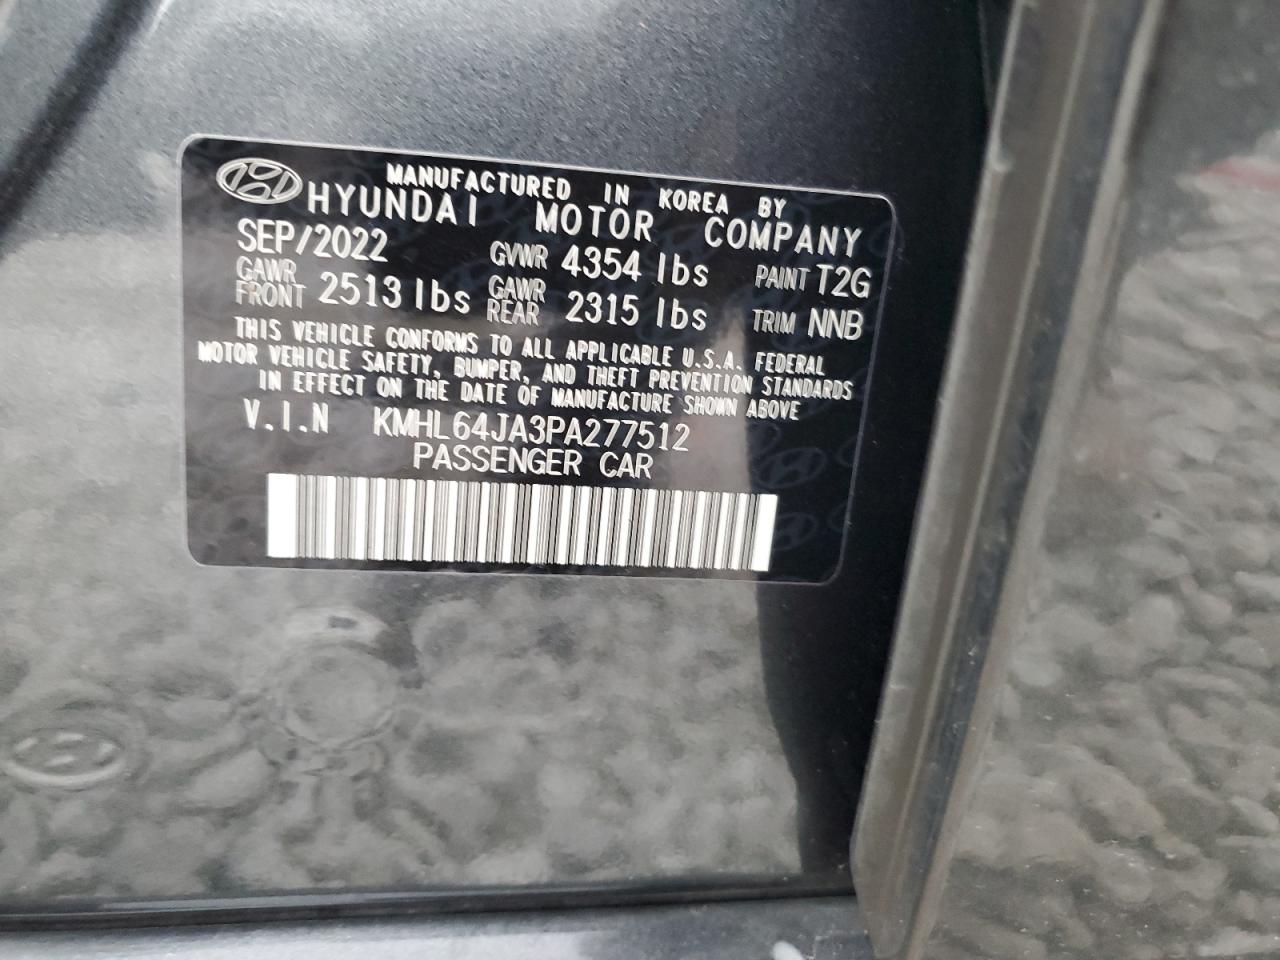 MANUFACTURED IN KOREA BY
HYUNDAI MOTOR COMPANY
SEP/2022 GVWR 4354 lbs PAINT T2G
GAWR FRONT 2513 lbs GAWR REAR 2315 lbs TRIM NNB
THIS VEHICLE CONFORMS TO ALL APPLICABLE U.S.A. FEDERAL
MOTOR VEHICLE SAFETY, BUMPER, AND THEFT PREVENTION STANDARDS
IN EFFECT ON THE DATE OF MANUFACTURE SHOWN ABOVE
V.I.N KMHL64JA3PA277512
PASSENGER CAR